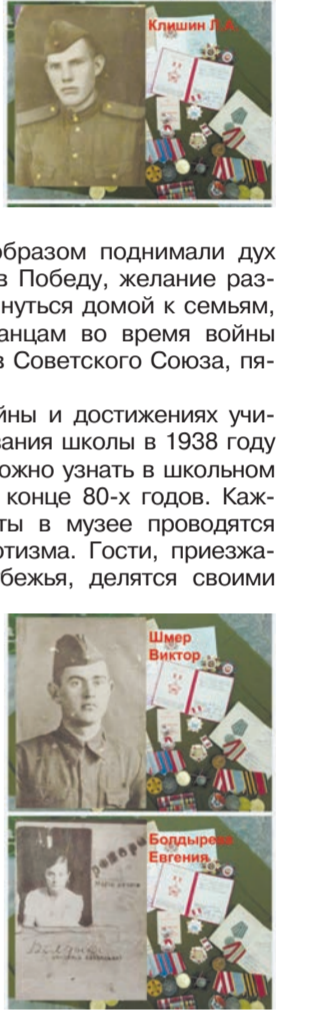 Клишин Л.А.
образом поднимали дух
в Победу, желание раз-
нуться домой к семьям,
анцам во время войны
в Советского Союза, пя-
йны и достижениях учи-
вания школы в 1938 году
ожно узнать в школьном
конце 80-х годов. Каж-
ты в музее проводятся
отизма. Гости, приезжа-
бежья, делятся своими
Шмер
Виктор
Болдырева
Евгения